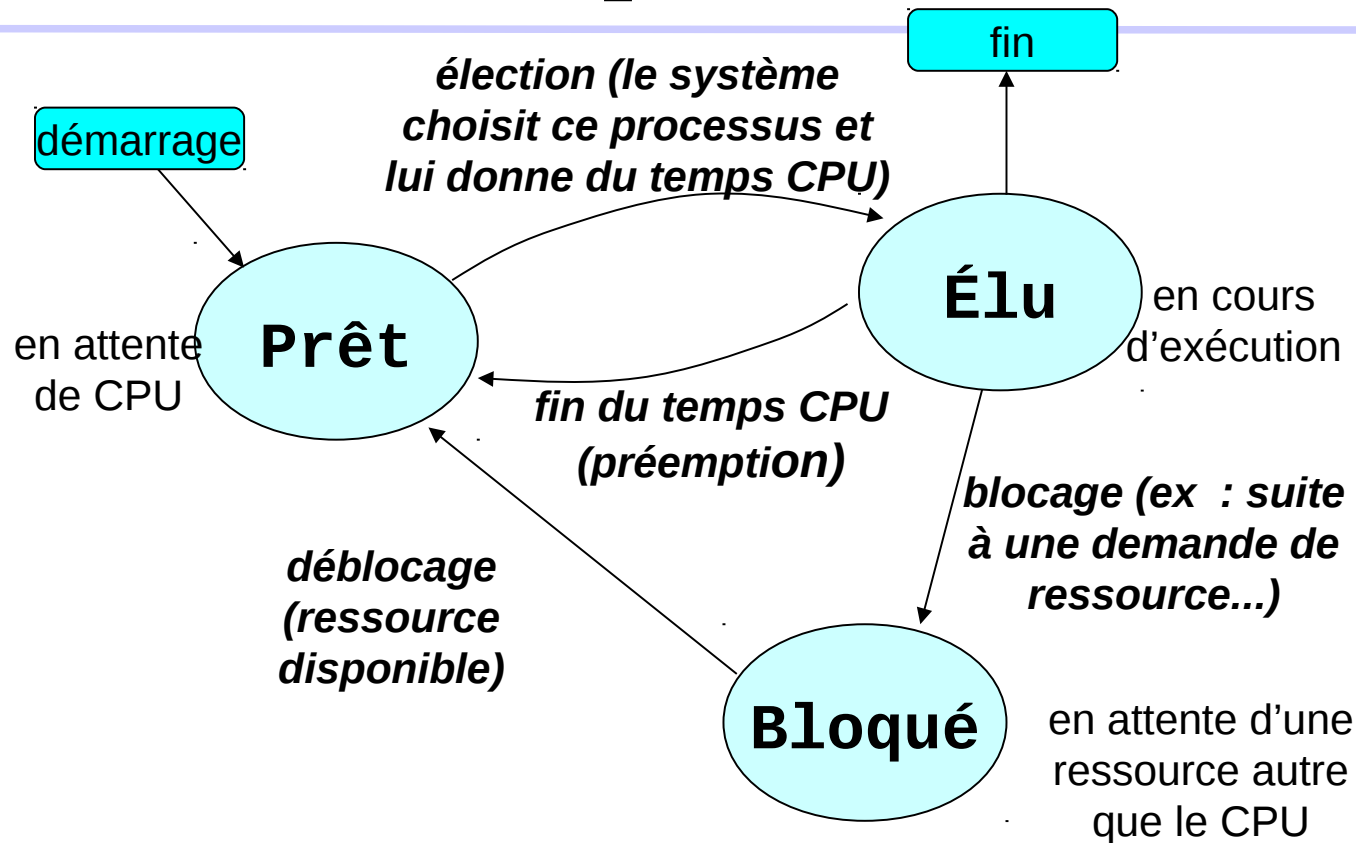 fin
élection (le système
choisit ce processus et
lui donne du temps CPU)
démarrage
Prêt
en attente
de CPU
Élu
en cours
d’exécution
fin du temps CPU
(préemption)
blocage (ex : suite
à une demande de
ressource...)
déblocage
(ressource
disponible)
Bloqué
en attente d’une
ressource autre
que le CPU